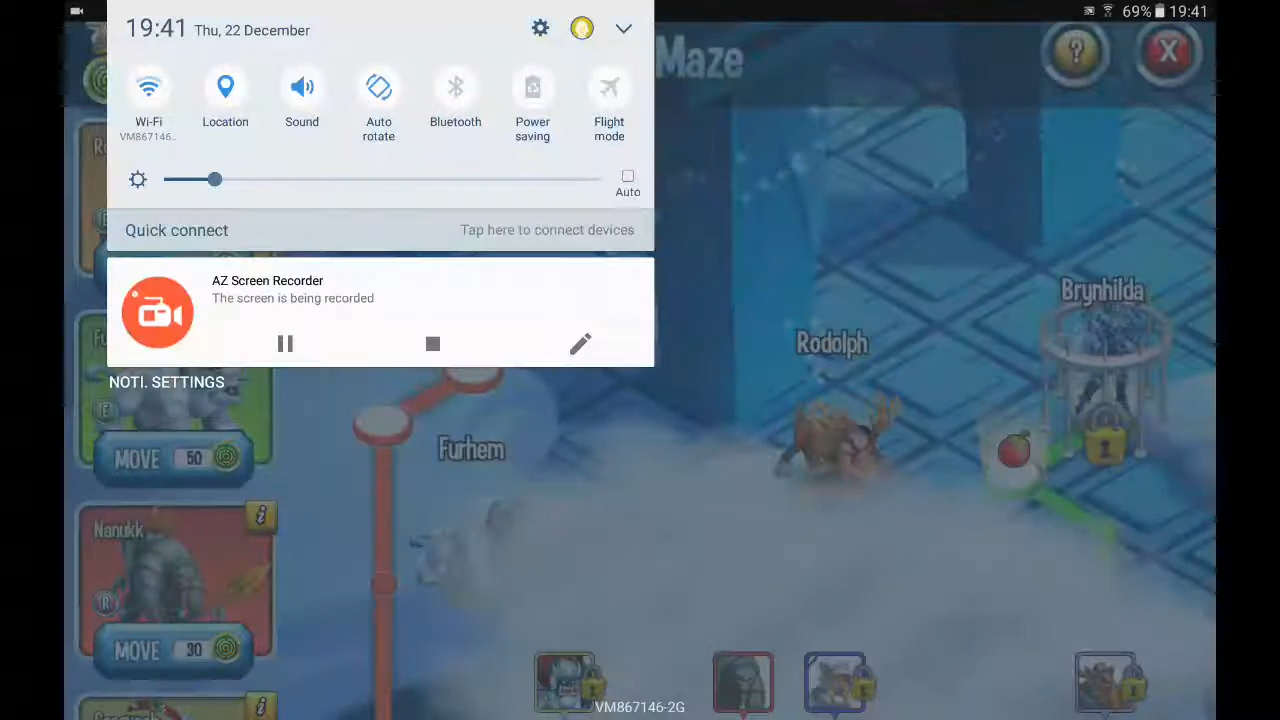 19:41 Thu, 22 December
69% 19:41
Maze
Wi-Fi
VM867146..
Location
Sound
Auto
rotate
Bluetooth
Power
saving
Flight
mode
Auto
Quick connect
Tap here to connect devices
AZ Screen Recorder
The screen is being recorded
NOTI. SETTINGS
Brynhilda
Rodolph
Furhem
MOVE 50
Nanukk
MOVE 30
VM867146-2G